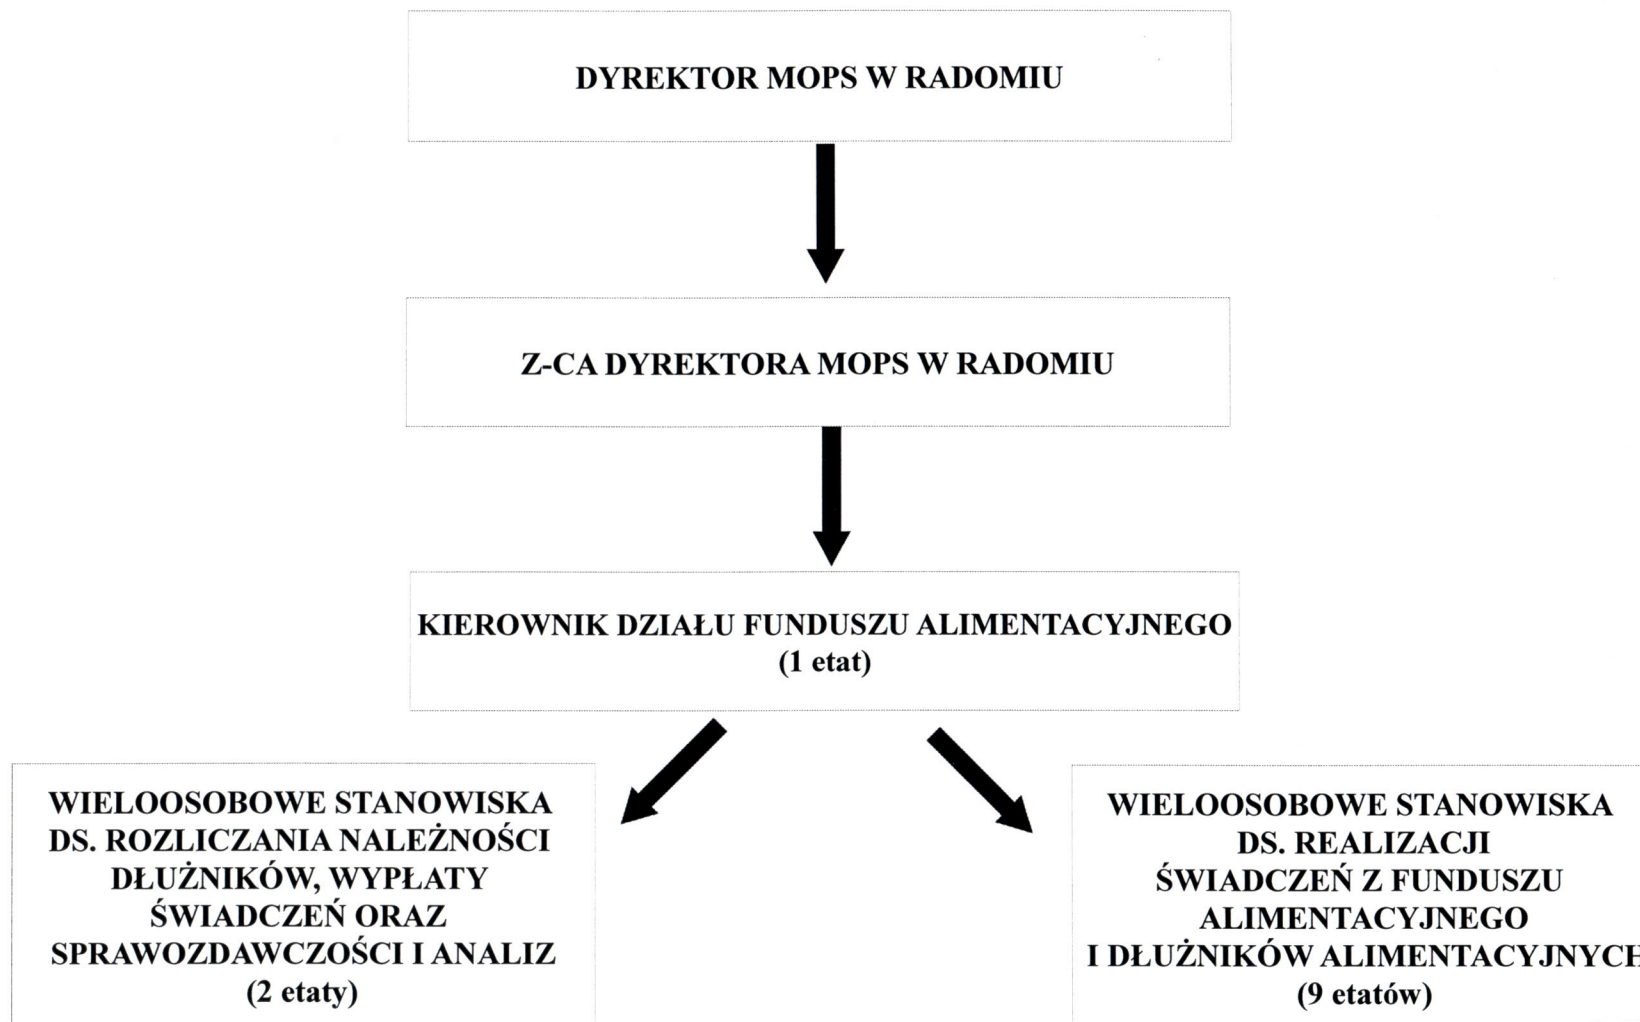 DYREKTOR MOPS W RADOMIU
Z-CA DYREKTORA MOPS W RADOMIU
KIEROWNIK DZIAŁU FUNDUSZU ALIMENTACYJNEGO
(1 etat)
WIELOOSOBOWE STANOWISKA
DS. ROZLICZANIA NALEŻNOŚCI
DŁUŻNIKÓW, WYPŁATY
ŚWIADCZEŃ ORAZ
SPRAWOZDAWCZOŚCI I ANALIZ
(2 etaty)
WIELOOSOBOWE STANOWISKA
DS. REALIZACJI
ŚWIADCZEŃ Z FUNDUSZU
ALIMENTACYJNEGO
I DŁUŻNIKÓW ALIMENTACYJNYCH
(9 etatów)